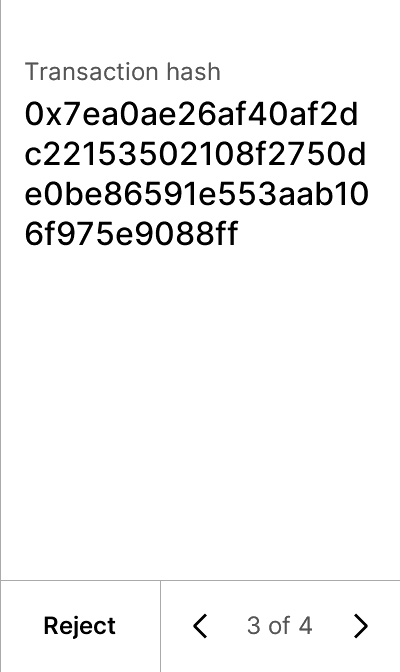 Transaction hash
0x7ea0ae26af40af2d
c22153502108f2750d
e0be86591e553aab10
6f975e9088ff
Reject
3 of 4